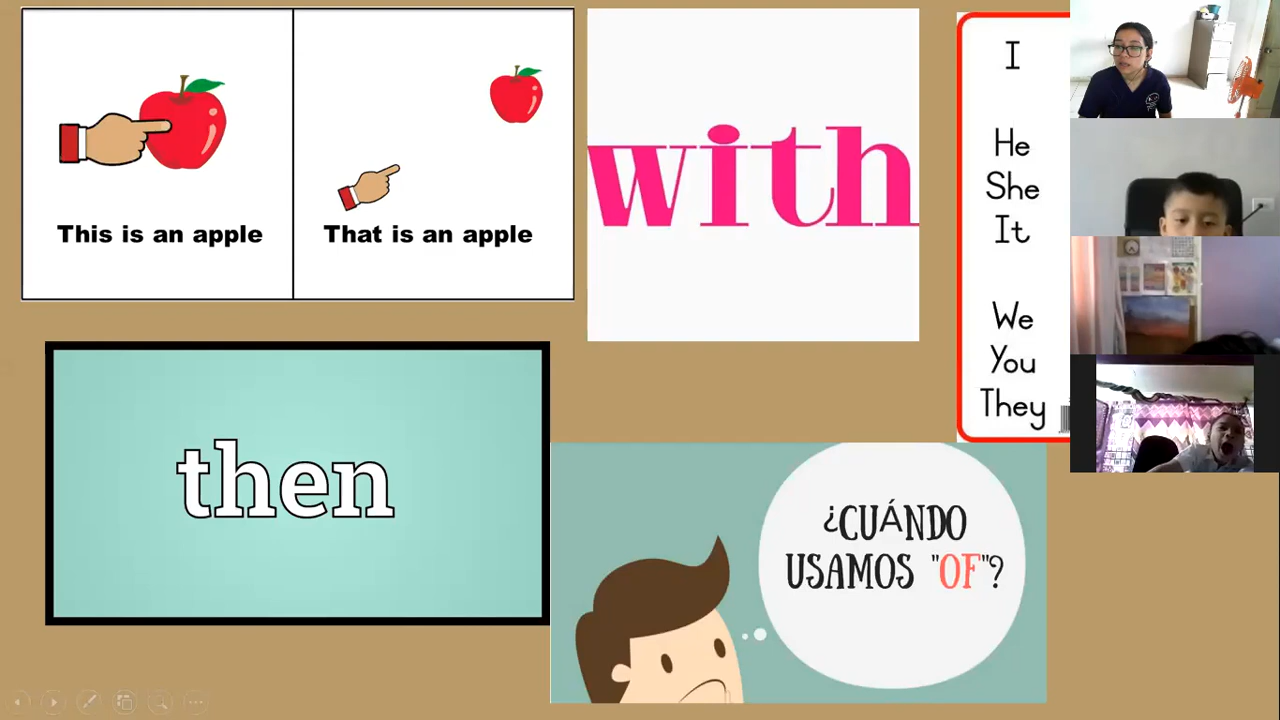 This is an apple
That is an apple
with
I
He
She
It
We
You
They
then
¿CUÁNDO
USAMOS "OF"?